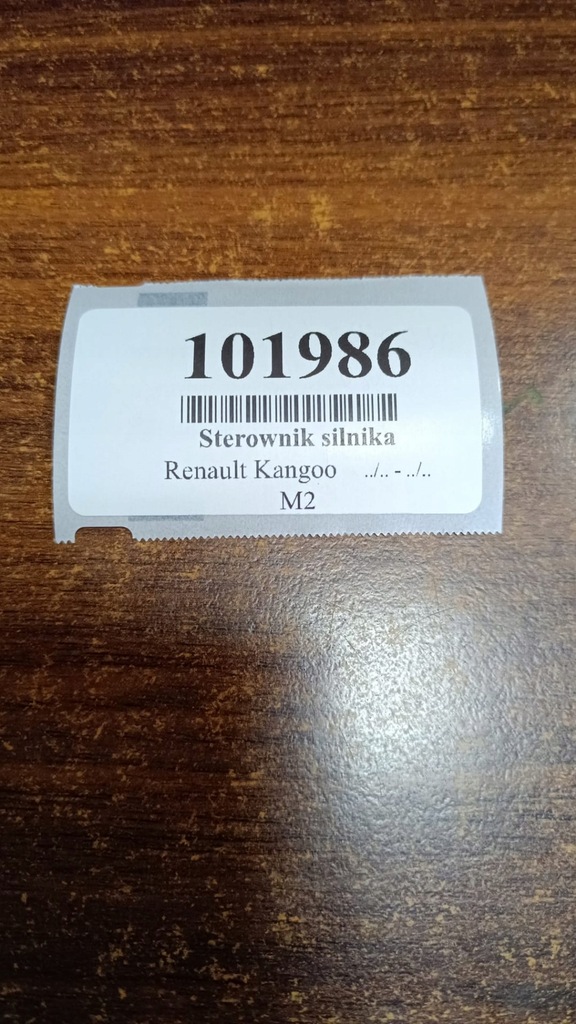 101986
Sterownik silnika
Renault Kangoo ../.. - ../..
M2